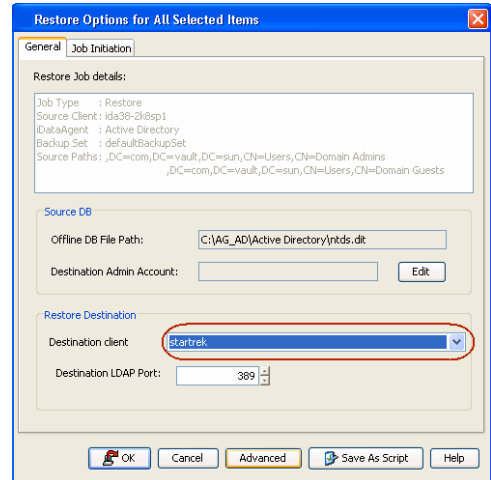 Restore Options for All Selected Items
General Job Initiation
Restore Job details:
Job Type : Restore
Source Client: ida38-2k8sp1
iDataAgent : Active Directory
Backup Set : defaultBackupSet
Source Paths: ,DC=com,DC=vault,DC=sun,CN=Users,CN=Domain Admins
,DC=com,DC=vault,DC=sun,CN=Users,CN=Domain Guests
Source DB
Offline DB File Path: C:\AG_AD\Active Directory\ntds.dit
Destination Admin Account: Edit
Restore Destination
Destination client startrek
Destination LDAP Port: 389
OK Cancel Advanced Save As Script Help